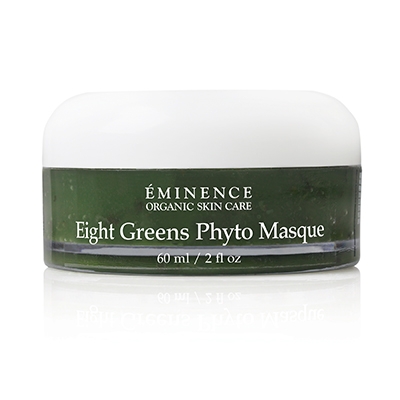 ÉMINENCE
ORGANIC SKIN CARE
Eight Greens Phyto Masque
60 ml / 2 fl oz